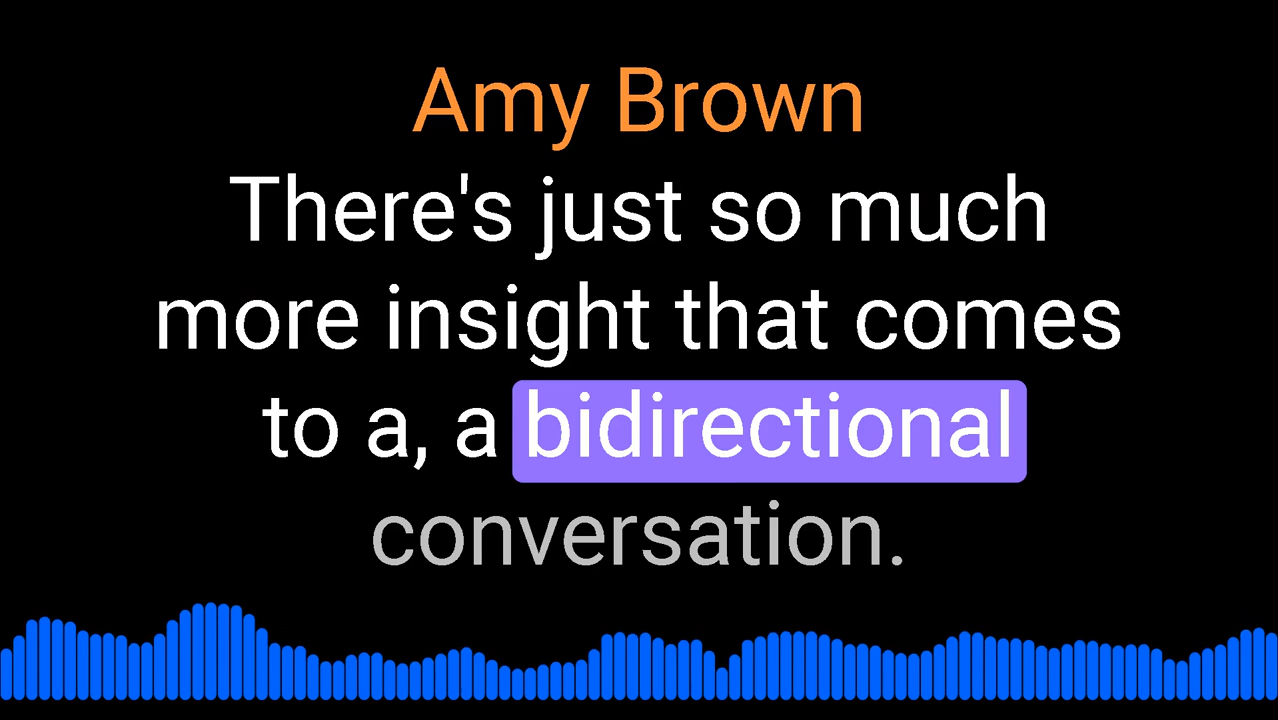 Amy Brown
There's just so much
more insight that comes
to a, a bidirectional
conversation.